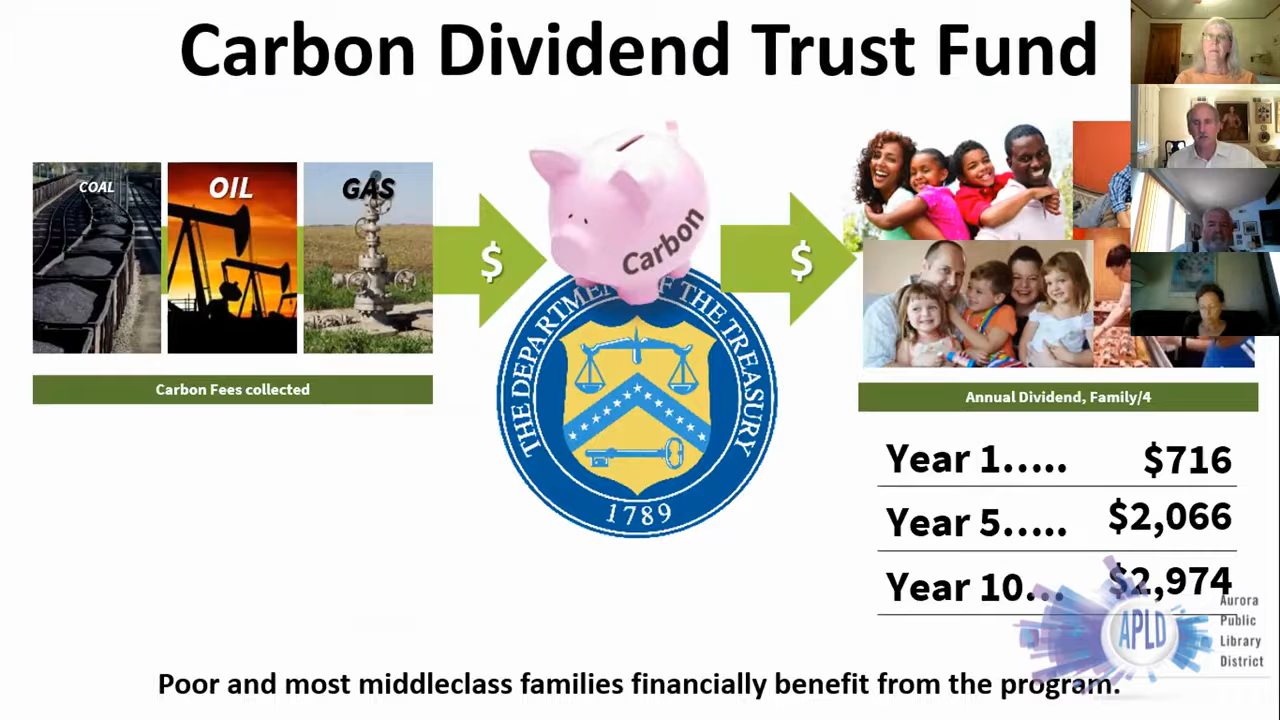 Carbon Dividend Trust Fund
COAL
OIL
GAS
$
Carbon
$
THE DEPARTMENT OF THE TREASURY
1789
Carbon Fees collected
Annual Dividend, Family/4
Year 1..... $716
Year 5..... $2,066
Year 10... $2,974
APLD
Aurora
Public
Library
District
Poor and most middleclass families financially benefit from the program.